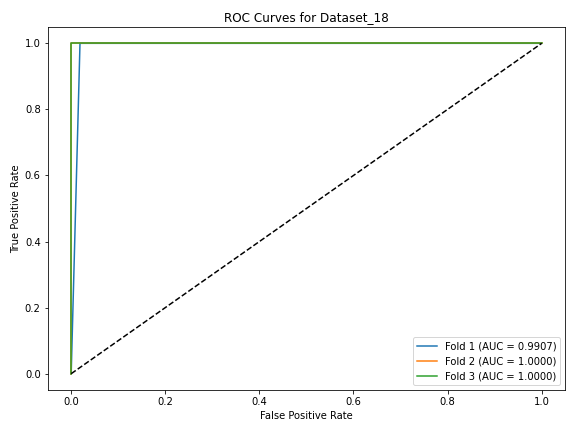 ROC Curves for Dataset_18
True Positive Rate
1.0
0.8
0.6
0.4
0.2
0.0
Fold 1 (AUC = 0.9907)
Fold 2 (AUC = 1.0000)
Fold 3 (AUC = 1.0000)
0.0 0.2 0.4 0.6 0.8 1.0
False Positive Rate